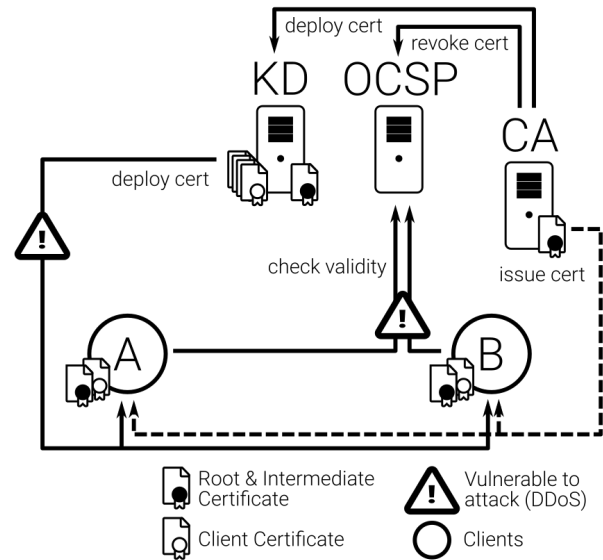 deploy cert
revoke cert
KD
OCSP
CA
deploy cert
check validity
issue cert
!
!
A
B
Root & Intermediate
Certificate
!
Vulnerable to
attack (DDoS)
Client Certificate
Clients